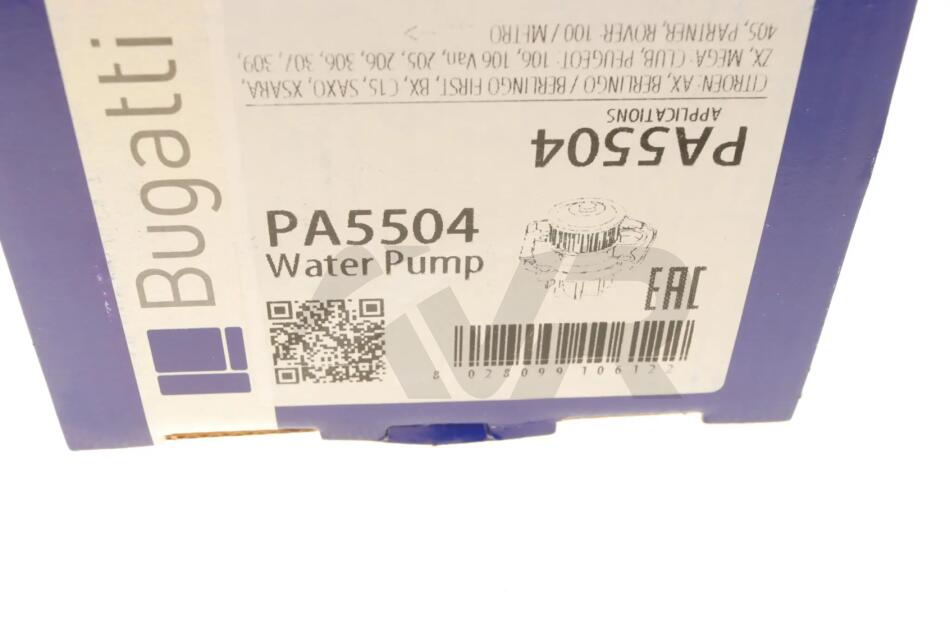 Bugatti
PA5504
APPLICATIONS
CITROËN: AX, BERLINGO / BERLINGO FIRST, BX, C15, SAXO, XSARA,
ZX, MEGA: CLUB, PEUGEOT: 106, 106 Van, 205, 206, 306, 307, 309,
405, PARTNER, ROVER: 100 / METRO
PA5504
Water Pump
EAC
8 028099 106122